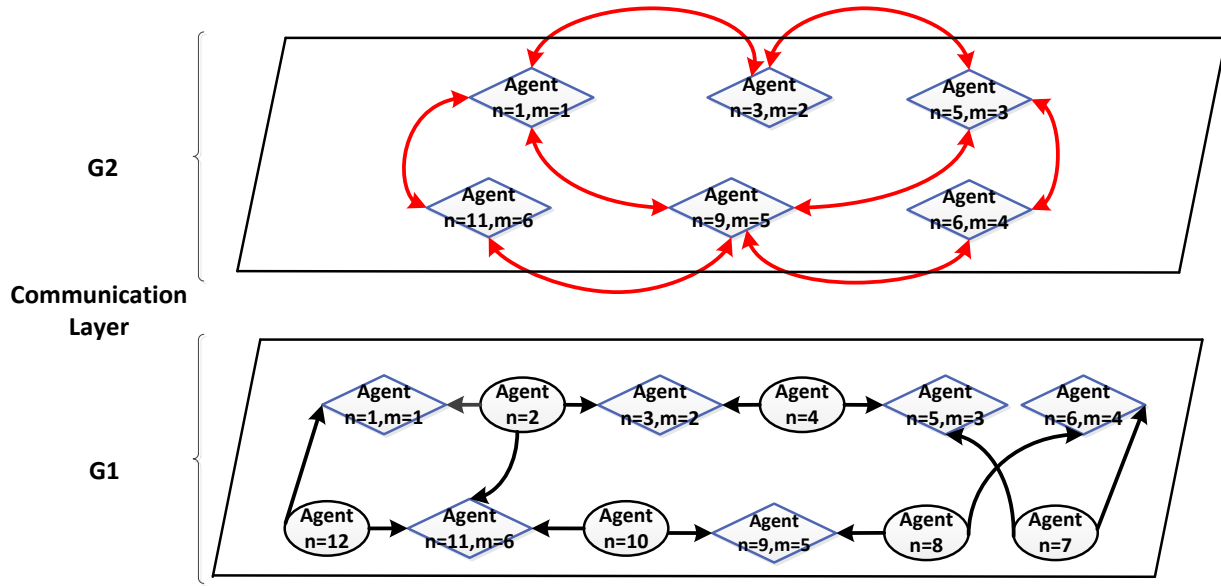 Agent
n=1,m=1
Agent
n=3,m=2
Agent
n=5,m=3
G2
Agent
n=11,m=6
Agent
n=9,m=5
Agent
n=6,m=4
Communication
Layer
Agent
n=1,m=1
Agent
n=2
Agent
n=3,m=2
Agent
n=4
Agent
n=5,m=3
Agent
n=6,m=4
G1
Agent
n=12
Agent
n=11,m=6
Agent
n=10
Agent
n=9,m=5
Agent
n=8
Agent
n=7